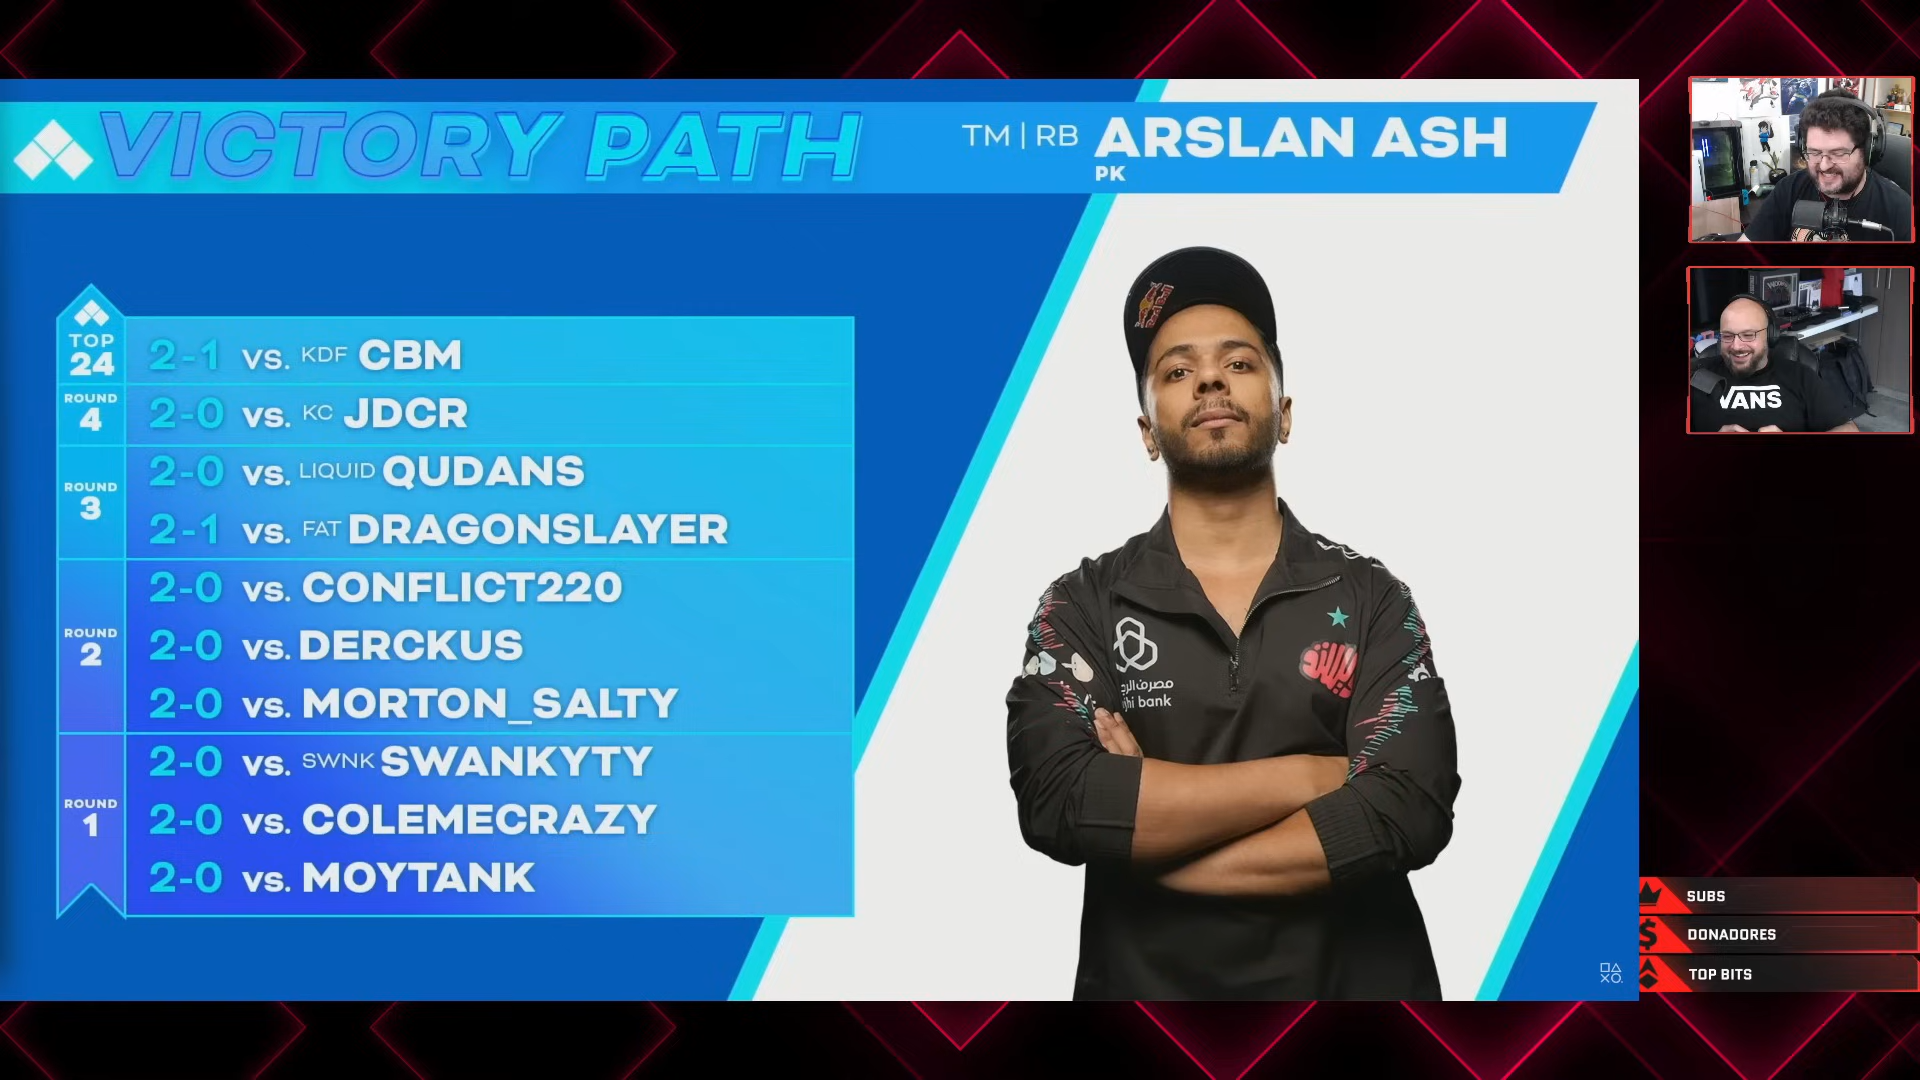 VICTORY PATH
TM | RB ARSLAN ASH
PK
TOP 24
2-1 vs. KDF CBM
ROUND 4
2-0 vs. KC JDCR
ROUND 3
2-0 vs. LIQUID QUDANS
2-1 vs. FAT DRAGONSLAYER
ROUND 2
2-0 vs. CONFLICT220
2-0 vs. DERCKUS
2-0 vs. MORTON_SALTY
ROUND 1
2-0 vs. SWNK SWANKYTY
2-0 vs. COLEMECRAZY
2-0 vs. MOYTANK
jhi bank
VANS
SUBS
DONADORES
TOP BITS